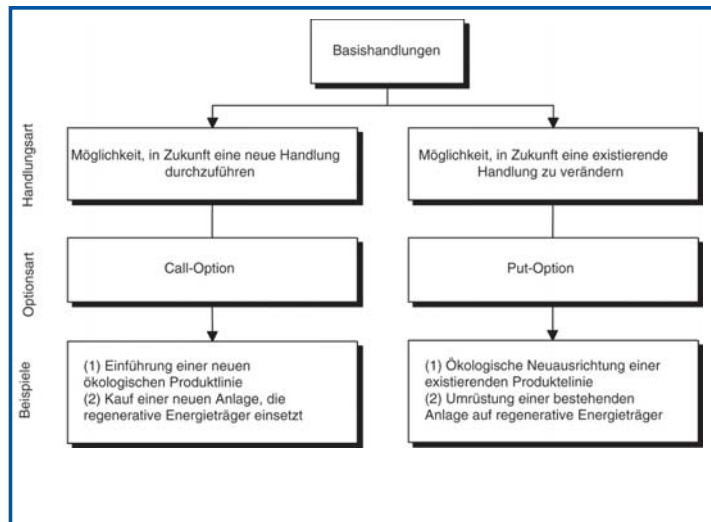 Basishandlungen
Handlungsart
Möglichkeit, in Zukunft eine neue Handlung
durchzuführen
Möglichkeit, in Zukunft eine existierende
Handlung zu verändern
Optionsart
Call-Option
Put-Option
Beispiele
(1) Einführung einer neuen
ökologischen Produktlinie
(2) Kauf einer neuen Anlage, die
regenerative Energieträger einsetzt
(1) Ökologische Neuausrichtung einer
existierenden Produktelinie
(2) Umrüstung einer bestehenden
Anlage auf regenerative Energieträger